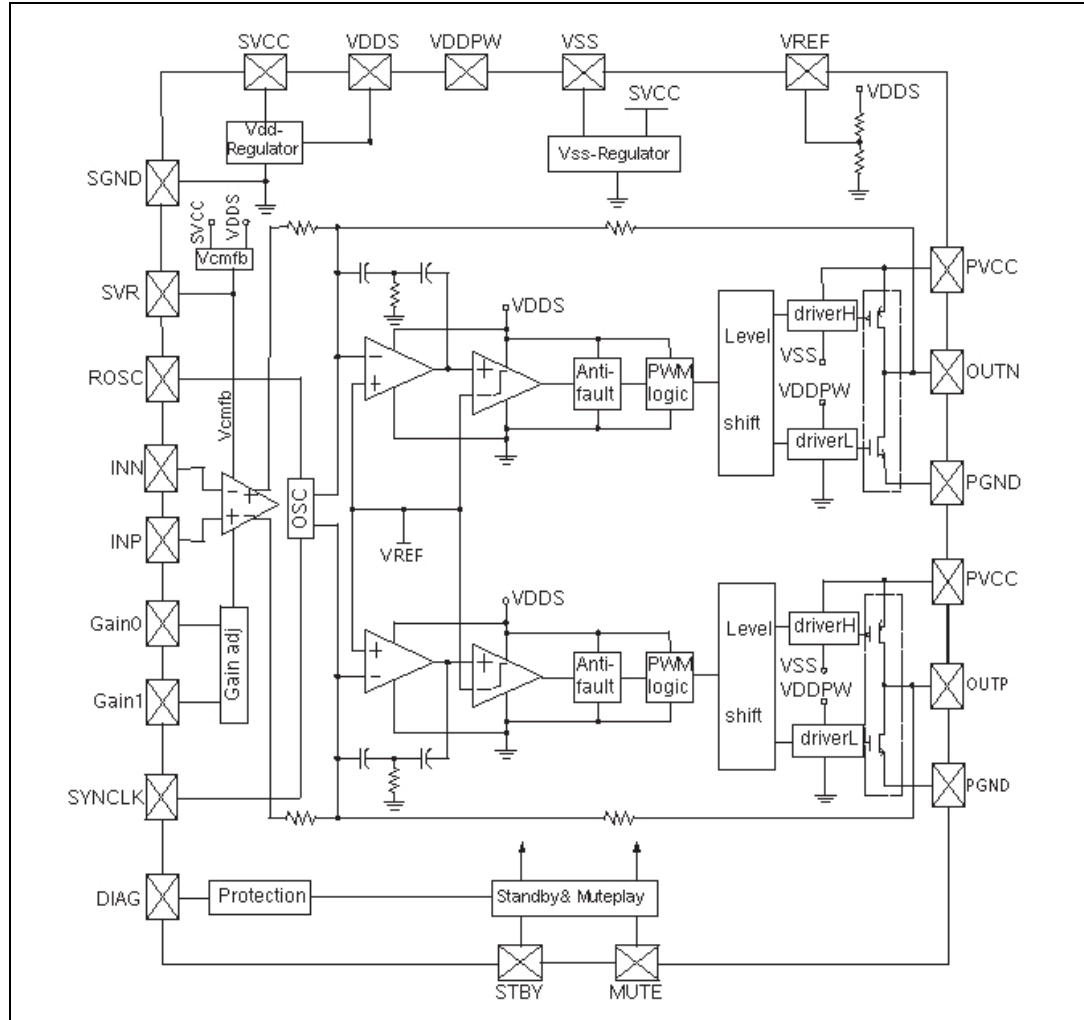 SVCC
VDDS
VDDPW
VSS
VREF
SVCC
VDDS
Vdd-
Regulator
Vss-Regulator
SGND
SVCC
VDDS
Vcmfb
SVR
PVCC
VDDS
driverH
Level
shift
Anti-
fault
PWM
logic
VSS
VDDPW
driverL
ROSC
OUTN
Vcmfb
INN
INP
OSC
PGND
VREF
PVCC
VDDS
Gain0
Gain1
Gain adj
Level
shift
driverH
Anti-
fault
PWM
logic
VSS
VDDPW
driverL
OUTP
SYNCLK
PGND
DIAG
Protection
Standby& Muteplay
STBY
MUTE